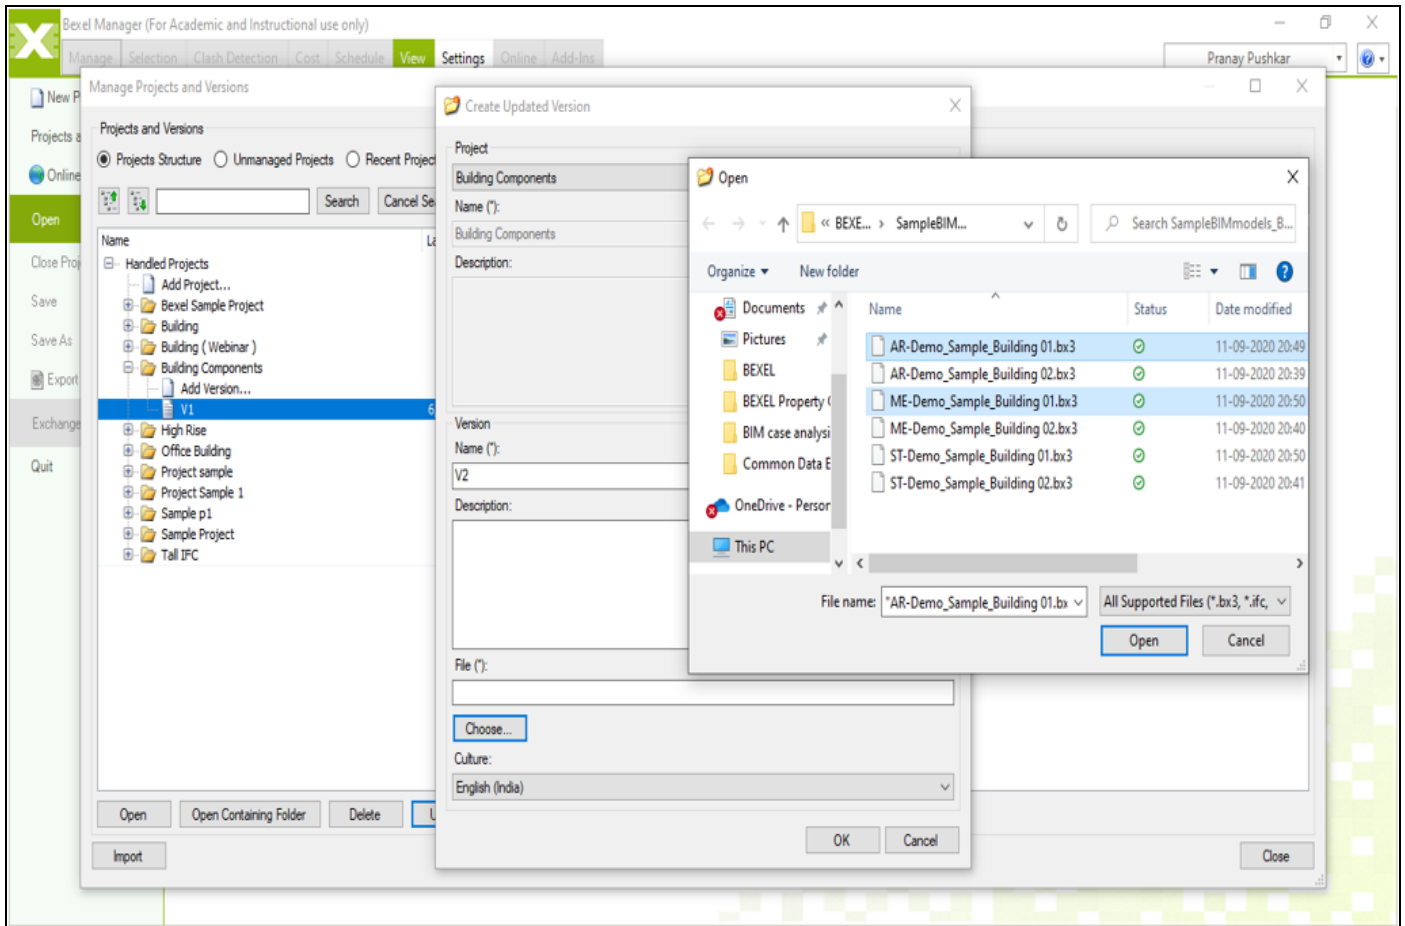 Bexel Manager (For Academic and Instructional use only)
Manage Selection Clash Detection Cost Schedule View Settings Online Add-Ins
Pranay Pushkar
New P
Projects a
Online
Open
Close Proj
Save
Save As
Export
Exchange
Quit
Manage Projects and Versions
Projects and Versions
Projects Structure Unmanaged Projects Recent Project
Search Cancel Se
Name La
Handled Projects
Add Project...
Bexel Sample Project
Building
Building ( Webinar )
Building Components
Add Version...
V1 6
High Rise
Office Building
Project sample
Project Sample 1
Sample p1
Sample Project
Tall IFC
Open Open Containing Folder Delete U
Import
Close
Create Updated Version
Project
Building Components
Name (*):
Building Components
Description:
Version
Name (*):
V2
Description:
File (*):
Choose...
Culture:
English (India)
OK Cancel
Open
« BEXE... › SampleBIM...
Search SampleBIMmodels_B...
Organize New folder
Documents
Pictures
BEXEL
BEXEL Property (
BIM case analysi
Common Data E
OneDrive - Person
This PC
Name Status Date modified
AR-Demo_Sample_Building 01.bx3 11-09-2020 20:49
AR-Demo_Sample_Building 02.bx3 11-09-2020 20:39
ME-Demo_Sample_Building 01.bx3 11-09-2020 20:50
ME-Demo_Sample_Building 02.bx3 11-09-2020 20:40
ST-Demo_Sample_Building 01.bx3 11-09-2020 20:50
ST-Demo_Sample_Building 02.bx3 11-09-2020 20:41
File name: "AR-Demo_Sample_Building 01.bx All Supported Files (*.bx3, *.ifc,
Open Cancel